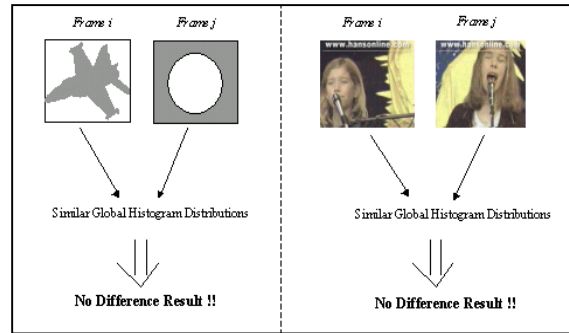 Frame i
Frame j
Similar Global Histogram Distributions
No Difference Result !!
Frame i
Frame j
www.hansonline.com
www.hansonline.com
Similar Global Histogram Distributions
No Difference Result !!